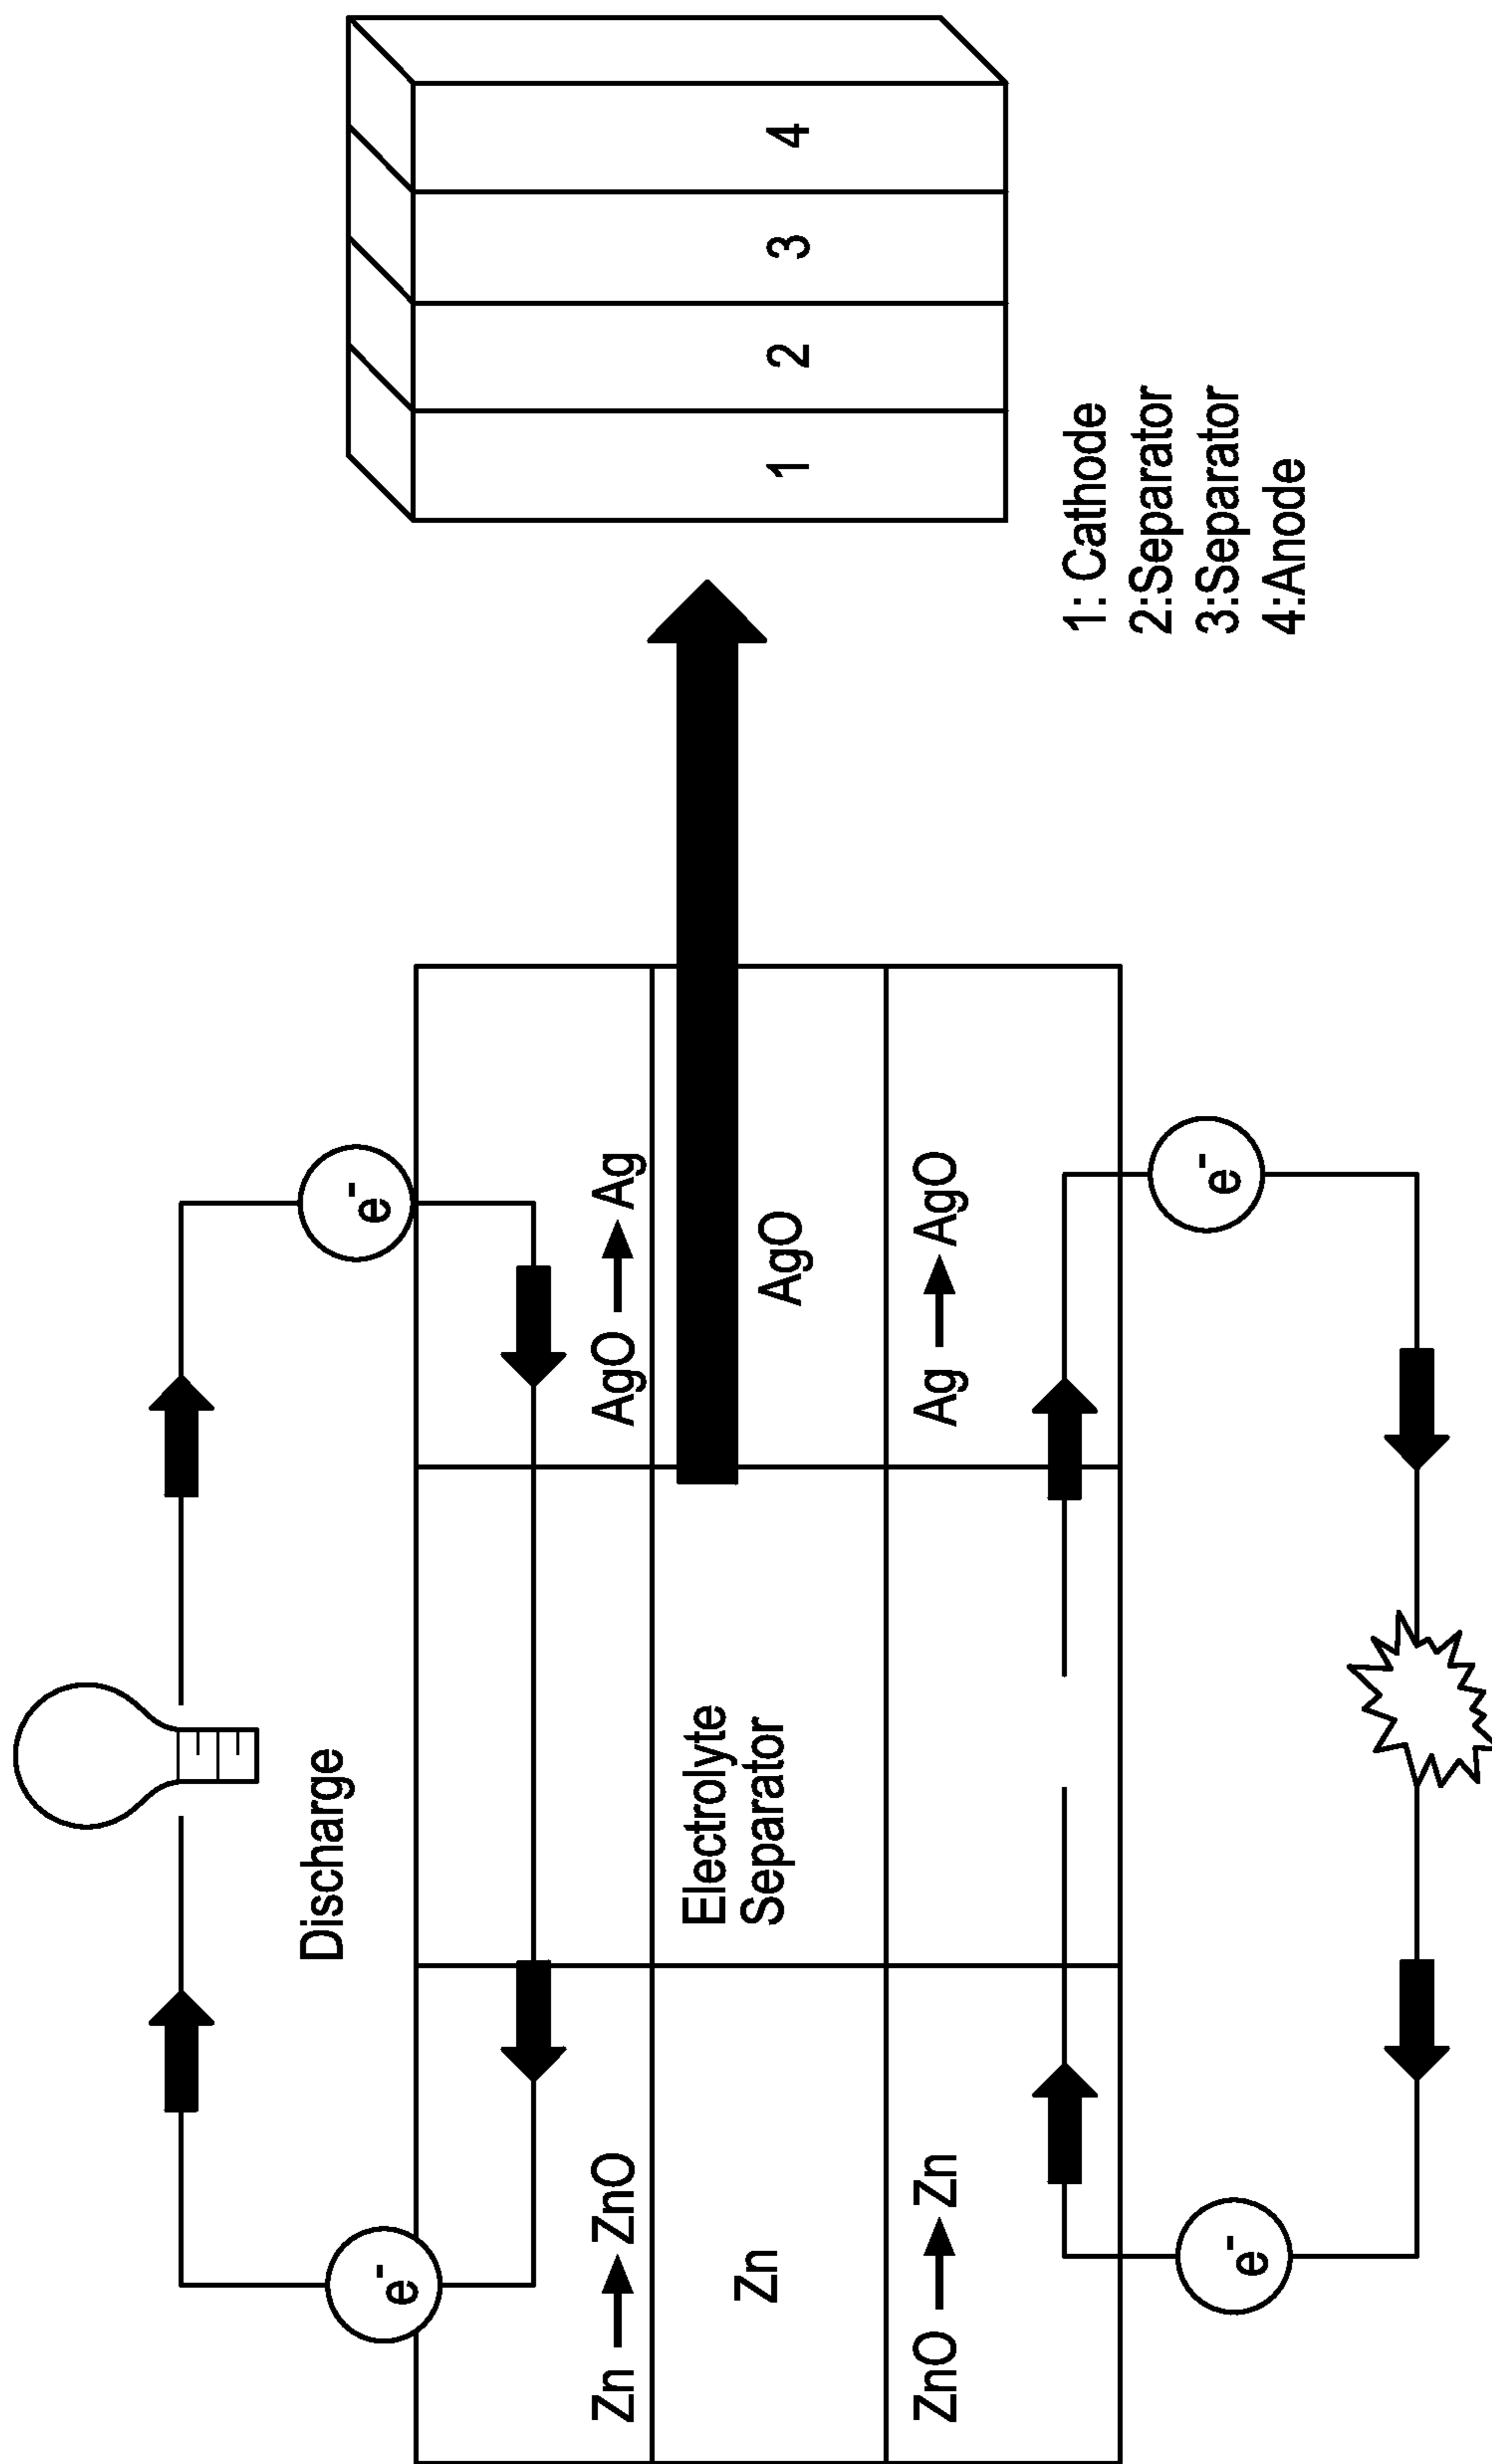 Discharge
e-
e-
Zn → ZnO
AgO → Ag
Zn
Electrolyte
Separator
AgO
ZnO → Zn
Ag → AgO
e-
e-
1
2
3
4
1: Cathode
2:Separator
3:Separator
4:Anode